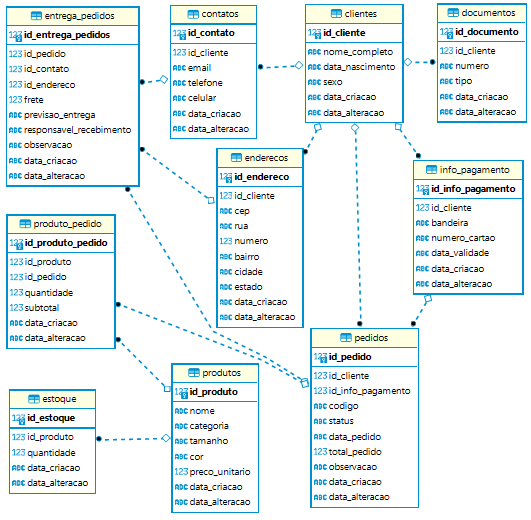 entrega_pedidos
123 id_entrega_pedidos
123 id_pedido
123 id_contato
123 id_endereco
123 frete
ABC previsao_entrega
ABC responsavel_recebimento
ABC observacao
ABC data_criacao
ABC data_alteracao
contatos
123 id_contato
123 id_cliente
ABC email
ABC telefone
ABC celular
ABC data_criacao
ABC data_alteracao
clientes
123 id_cliente
ABC nome_completo
ABC data_nascimento
ABC sexo
ABC data_criacao
ABC data_alteracao
documentos
123 id_documento
123 id_cliente
ABC numero
ABC tipo
ABC data_criacao
ABC data_alteracao
enderecos
123 id_endereco
123 id_cliente
ABC cep
ABC rua
123 numero
ABC bairro
ABC cidade
ABC estado
ABC data_criacao
ABC data_alteracao
info_pagamento
123 id_info_pagamento
123 id_cliente
ABC bandeira
ABC numero_cartao
ABC data_validade
ABC data_criacao
ABC data_alteracao
produto_pedido
123 id_produto_pedido
123 id_produto
123 id_pedido
123 quantidade
123 subtotal
ABC data_criacao
ABC data_alteracao
pedidos
123 id_pedido
123 id_cliente
123 id_info_pagamento
ABC codigo
ABC status
ABC data_pedido
123 total_pedido
ABC observacao
ABC data_criacao
ABC data_alteracao
produtos
123 id_produto
ABC nome
ABC categoria
ABC tamanho
ABC cor
123 preco_unitario
ABC data_criacao
ABC data_alteracao
estoque
123 id_estoque
123 id_produto
123 quantidade
ABC data_criacao
ABC data_alteracao